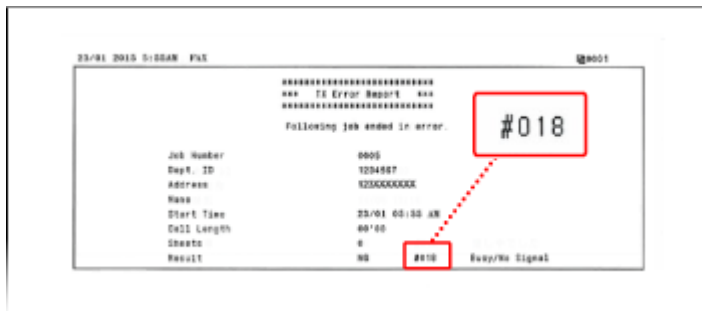 23/01 2015 5:55AM FAX 0001
****************************
*** TX Error Report ***
****************************
Following job ended in error.
#018
Job Number 0005
Dept. ID 1234567
Address 123XXXXXXX
Name
Start Time 23/01 05:55 AM
Call Length 00'00
Sheets 0
Result NG #018 Busy/No Signal